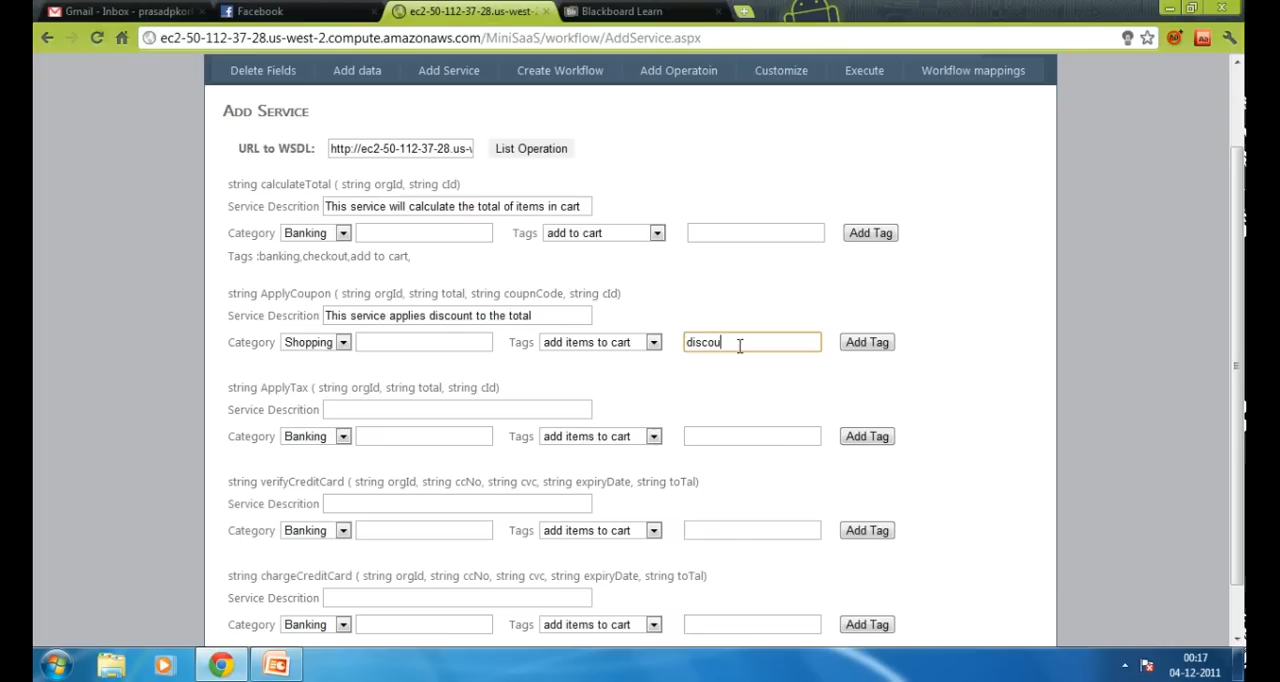 Gmail - Inbox - prasadpkor
Facebook
ec2-50-112-37-28.us-west-
Blackboard Learn
ec2-50-112-37-28.us-west-2.compute.amazonaws.com/MiniSaaS/workflow/AddService.aspx
Delete Fields Add data Add Service Create Workflow Add Operatoin Customize Execute Workflow mappings
ADD SERVICE
URL to WSDL: http://ec2-50-112-37-28.us-v List Operation
string calculateTotal ( string orgId, string cId)
Service Descrition This service will calculate the total of items in cart
Category Banking Tags add to cart Add Tag
Tags :banking,checkout,add to cart,
string ApplyCoupon ( string orgId, string total, string coupnCode, string cId)
Service Descrition This service applies discount to the total
Category Shopping Tags add items to cart discou Add Tag
string ApplyTax ( string orgId, string total, string cId)
Service Descrition
Category Banking Tags add items to cart Add Tag
string verifyCreditCard ( string orgId, string ccNo, string cvc, string expiryDate, string toTal)
Service Descrition
Category Banking Tags add items to cart Add Tag
string chargeCreditCard ( string orgId, string ccNo, string cvc, string expiryDate, string toTal)
Service Descrition
Category Banking Tags add items to cart Add Tag
00:17
04-12-2011